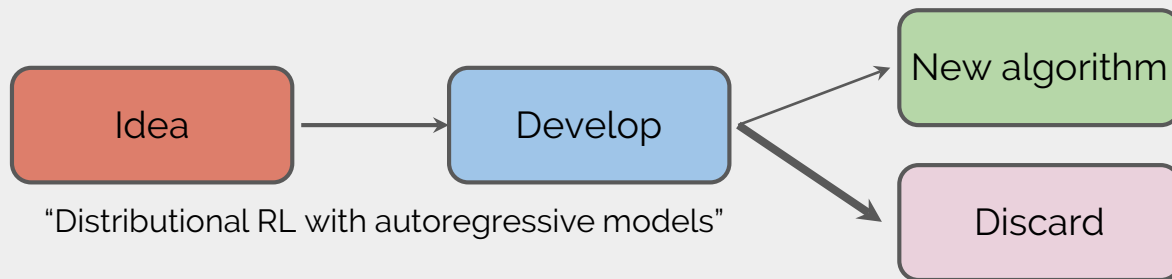 Idea
Develop
New algorithm
Discard
“Distributional RL with autoregressive models”